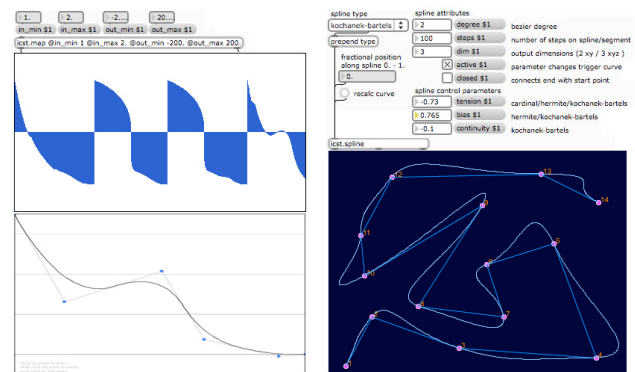 1. 2. -2... 20...
in_min $1 in_max $1 out_min $1 out_max $1
icst.map @in_min 1 @in_max 2. @out_min -200. @out_max 200.
spline type
kochanek-bartels
prepend type
fractional position
along spline 0. - 1.
0.
recalc curve
spline attributes
2 degree $1 bezier degree
100 steps $1 number of steps on spline/segment
3 dim $1 output dimensions (2 xy / 3 xyz )
active $1 parameter changes trigger curve
closed $1 connects end with start point
spline control parameters
-0.73 tension $1 cardinal/hermite/kochanek-bartels
0.765 bias $1 hermite/kochanek-bartels
-0.1 continuity $1 kochanek-bartels
icst.spline
12
13
14
9
11
5
10
7
3
4
1